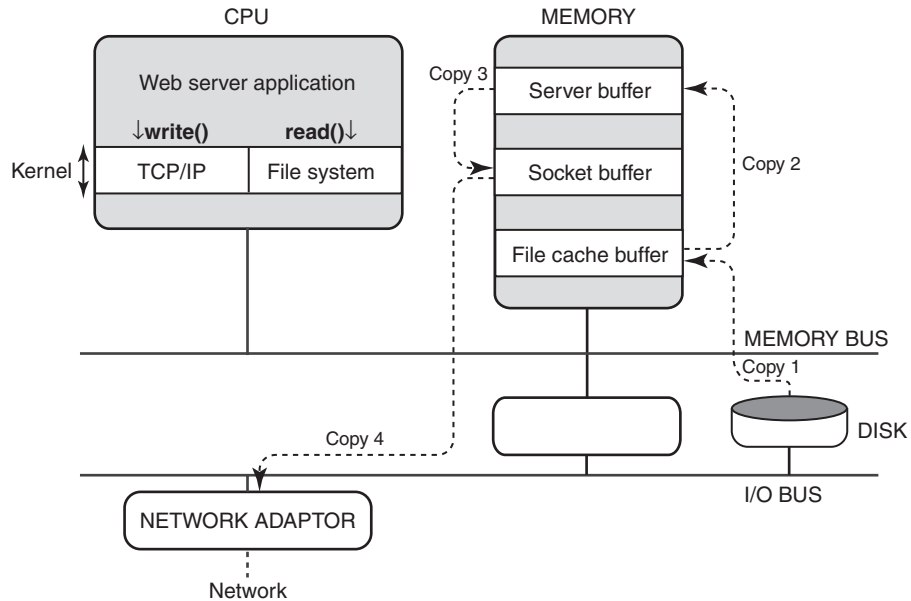 CPU
MEMORY
Web server application
↓write()
read()↓
Kernel
TCP/IP
File system
Copy 3
Server buffer
Socket buffer
Copy 2
File cache buffer
MEMORY BUS
Copy 1
DISK
Copy 4
I/O BUS
NETWORK ADAPTOR
Network